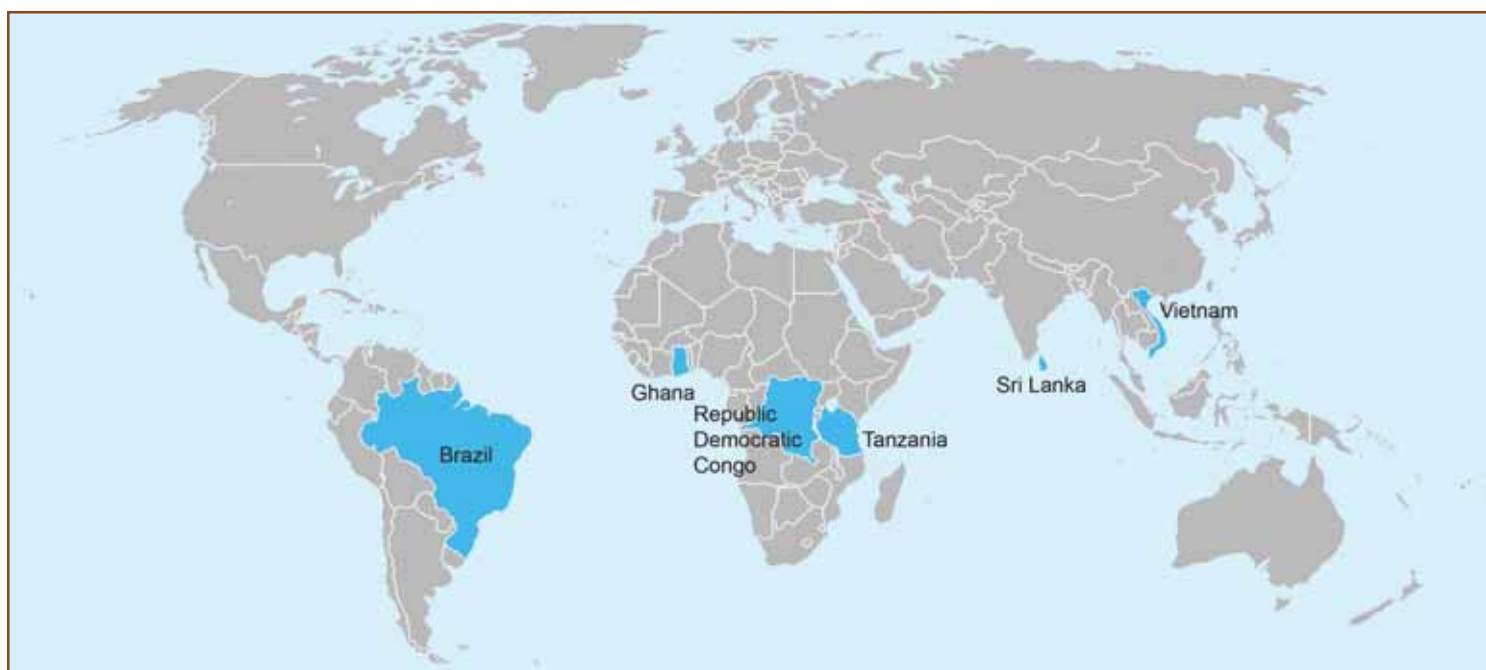 Vietnam
Sri Lanka
Ghana
Republic
Democratic
Congo
Tanzania
Brazil